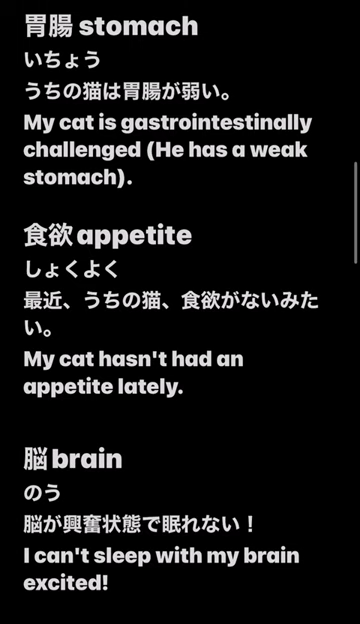 胃腸 stomach
いちょう
うちの猫は胃腸が弱い。
My cat is gastrointestinally
challenged (He has a weak
stomach).
食欲 appetite
しょくよく
最近、うちの猫、食欲がないみた
い。
My cat hasn't had an
appetite lately.
脳 brain
のう
脳が興奮状態で眠れない！
I can't sleep with my brain
excited!